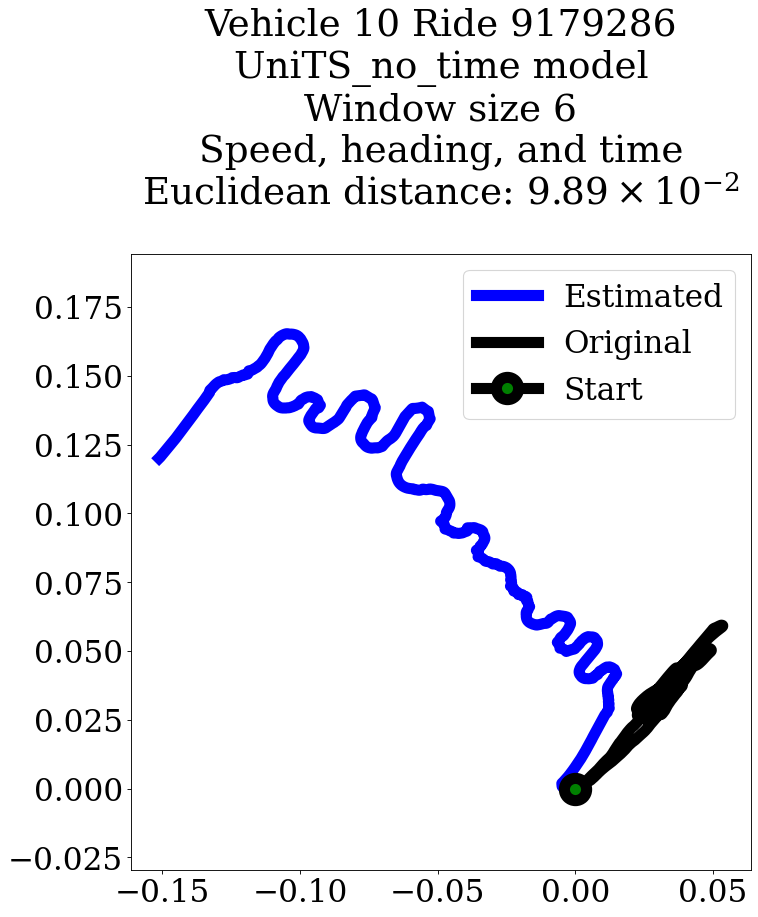 Vehicle 10 Ride 9179286
UniTS_no_time model
Window size 6
Speed, heading, and time
Euclidean distance: 9.89 × 10⁻²
Estimated
Original
Start
0.175
0.150
0.125
0.100
0.075
0.050
0.025
0.000
−0.025
−0.15 −0.10 −0.05 0.00 0.05